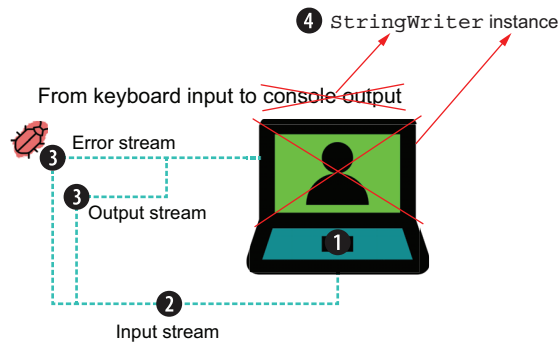 4 StringWriter instance
From keyboard input to console output
3 Error stream
3 Output stream
1
2
Input stream